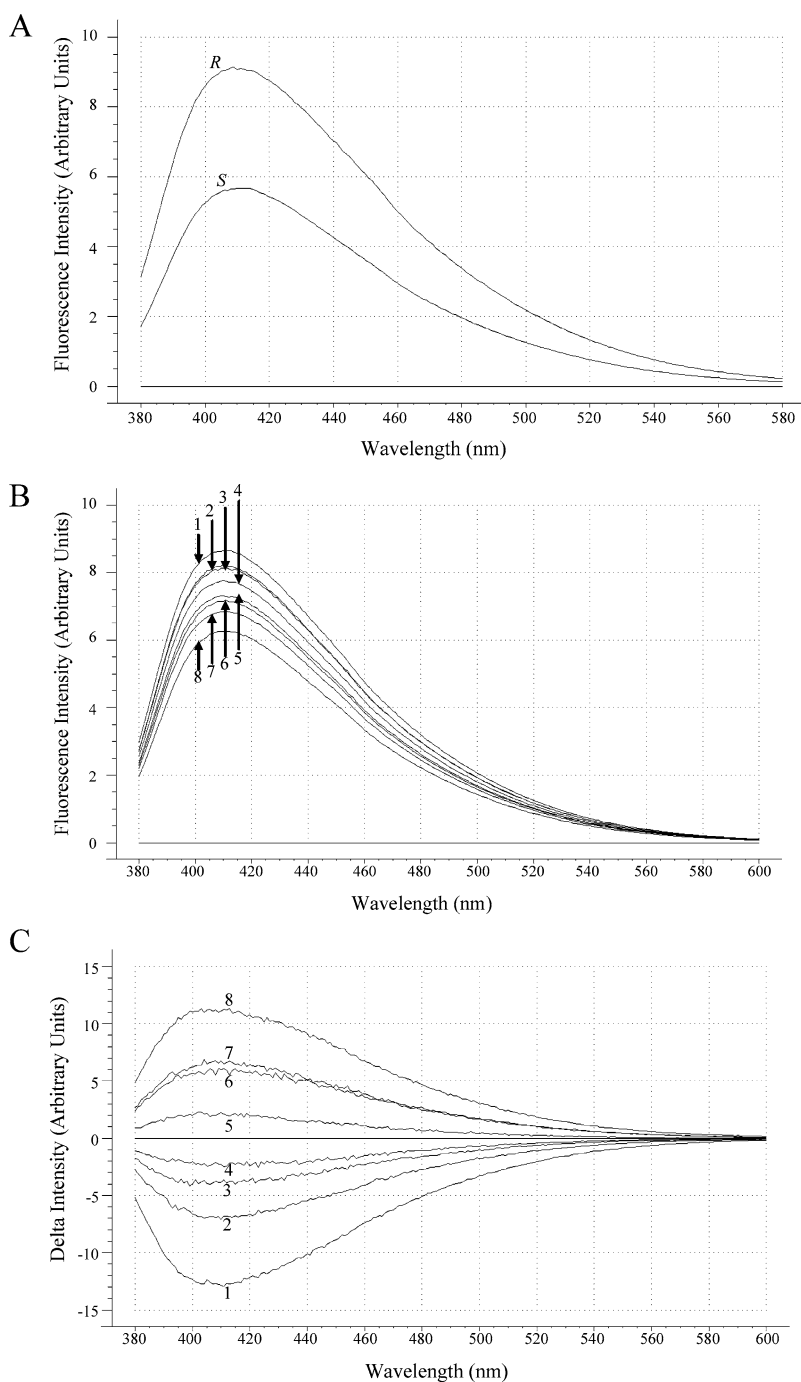 A
Fluorescence Intensity (Arbitrary Units)
10
8
6
4
2
0
R
S
380 400 420 440 460 480 500 520 540 560 580
Wavelength (nm)
B
Fluorescence Intensity (Arbitrary Units)
10
8
6
4
2
0
1 2 3 4
8 7 6 5
380 400 420 440 460 480 500 520 540 560 580 600
Wavelength (nm)
C
Delta Intensity (Arbitrary Units)
15
10
5
0
-5
-10
-15
8
7
6
5
4
3
2
1
380 400 420 440 460 480 500 520 540 560 580 600
Wavelength (nm)